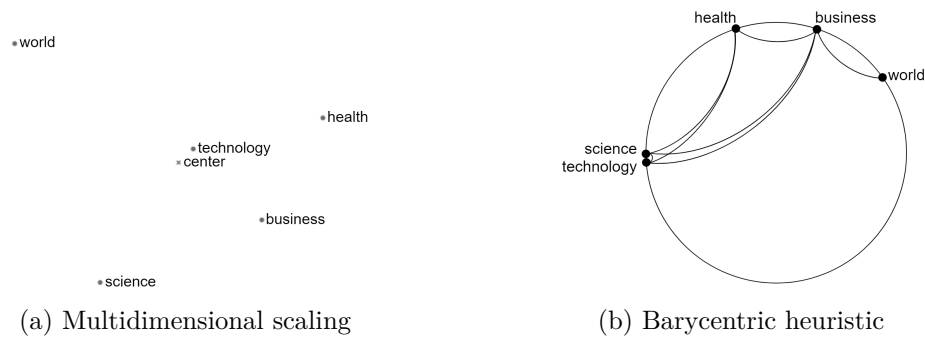 world
health
technology
center
business
science
(a) Multidimensional scaling
health
business
world
science
technology
(b) Barycentric heuristic